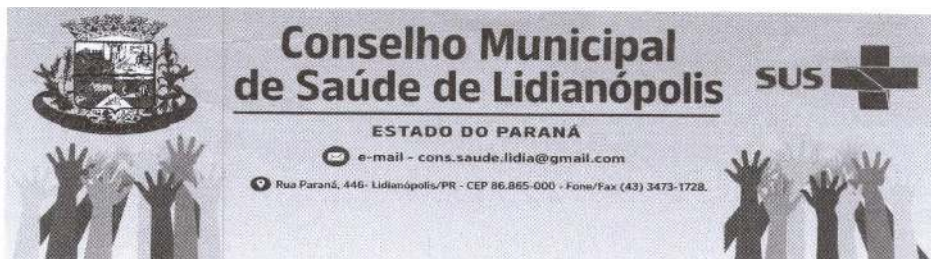 Conselho Municipal
de Saúde de Lidianópolis
SUS
ESTADO DO PARANÁ
e-mail - cons.saude.lidia@gmail.com
Rua Paraná, 446- Lidianópolis/PR - CEP 86.865-000 - Fone/Fax (43) 3473-1728.